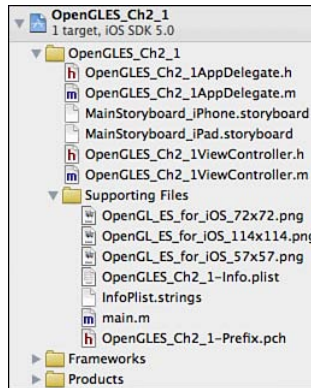 OpenGLES_Ch2_1
1 target, iOS SDK 5.0
OpenGLES_Ch2_1
h OpenGLES_Ch2_1AppDelegate.h
m OpenGLES_Ch2_1AppDelegate.m
MainStoryboard_iPhone.storyboard
MainStoryboard_iPad.storyboard
h OpenGLES_Ch2_1ViewController.h
m OpenGLES_Ch2_1ViewController.m
Supporting Files
OpenGL_ES_for_iOS_72x72.png
OpenGL_ES_for_iOS_114x114.png
OpenGL_ES_for_iOS_57x57.png
OpenGLES_Ch2_1-Info.plist
InfoPlist.strings
m main.m
h OpenGLES_Ch2_1-Prefix.pch
Frameworks
Products